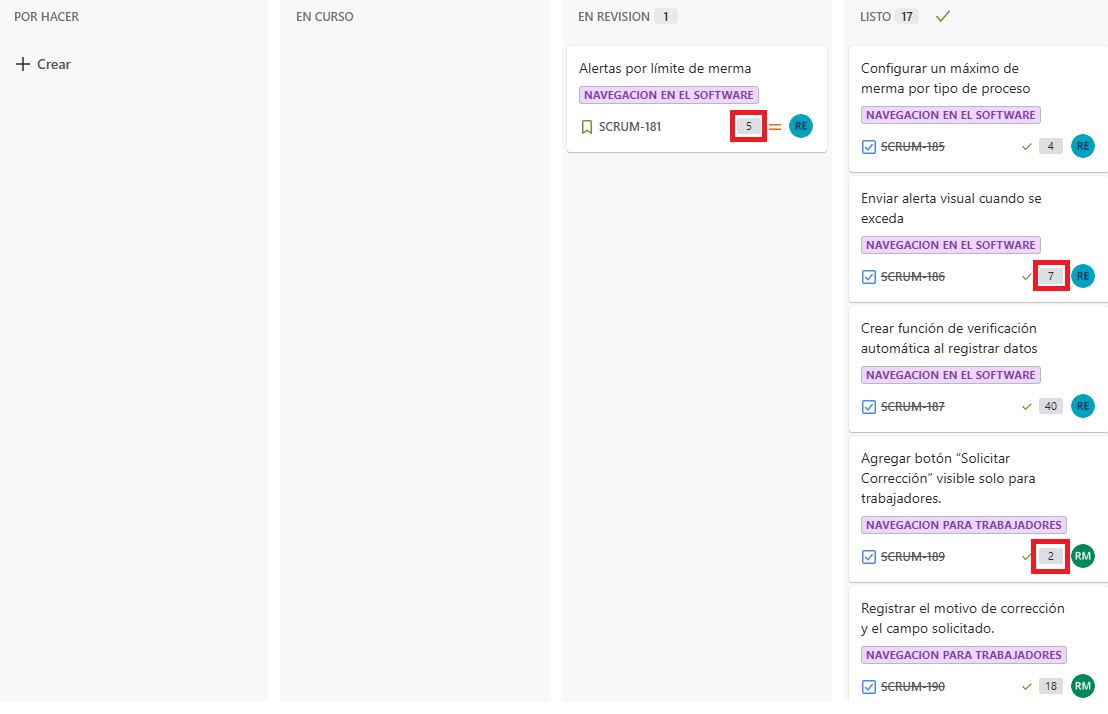 POR HACER
Crear
EN CURSO
EN REVISION 1
Alertas por límite de merma
NAVEGACION EN EL SOFTWARE
SCRUM-181 5 RE
LISTO 17
Configurar un máximo de
merma por tipo de proceso
NAVEGACION EN EL SOFTWARE
SCRUM-185 4 RE
Enviar alerta visual cuando se
exceda
NAVEGACION EN EL SOFTWARE
SCRUM-186 7 RE
Crear función de verificación
automática al registrar datos
NAVEGACION EN EL SOFTWARE
SCRUM-187 40 RE
Agregar botón “Solicitar
Corrección” visible solo para
trabajadores.
NAVEGACION PARA TRABAJADORES
SCRUM-189 2 RM
Registrar el motivo de corrección
y el campo solicitado.
NAVEGACION PARA TRABAJADORES
SCRUM-190 18 RM